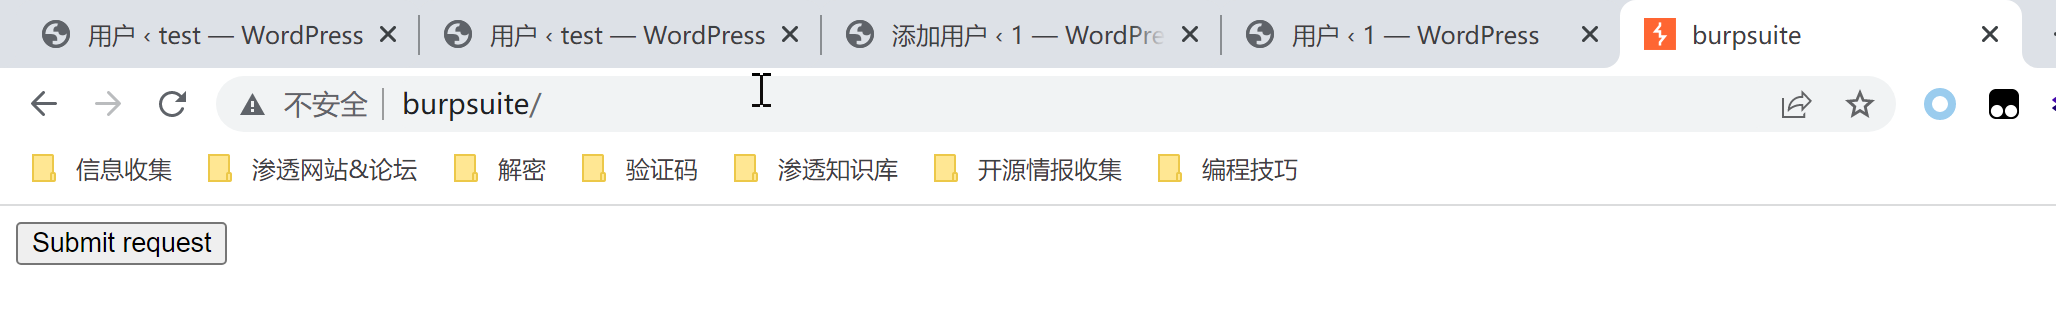 用户 ‹ test — WordPress 用户 ‹ test — WordPress 添加用户 ‹ 1 — WordPre 用户 ‹ 1 — WordPress burpsuite
不安全 burpsuite/
信息收集 渗透网站&论坛 解密 验证码 渗透知识库 开源情报收集 编程技巧
Submit request